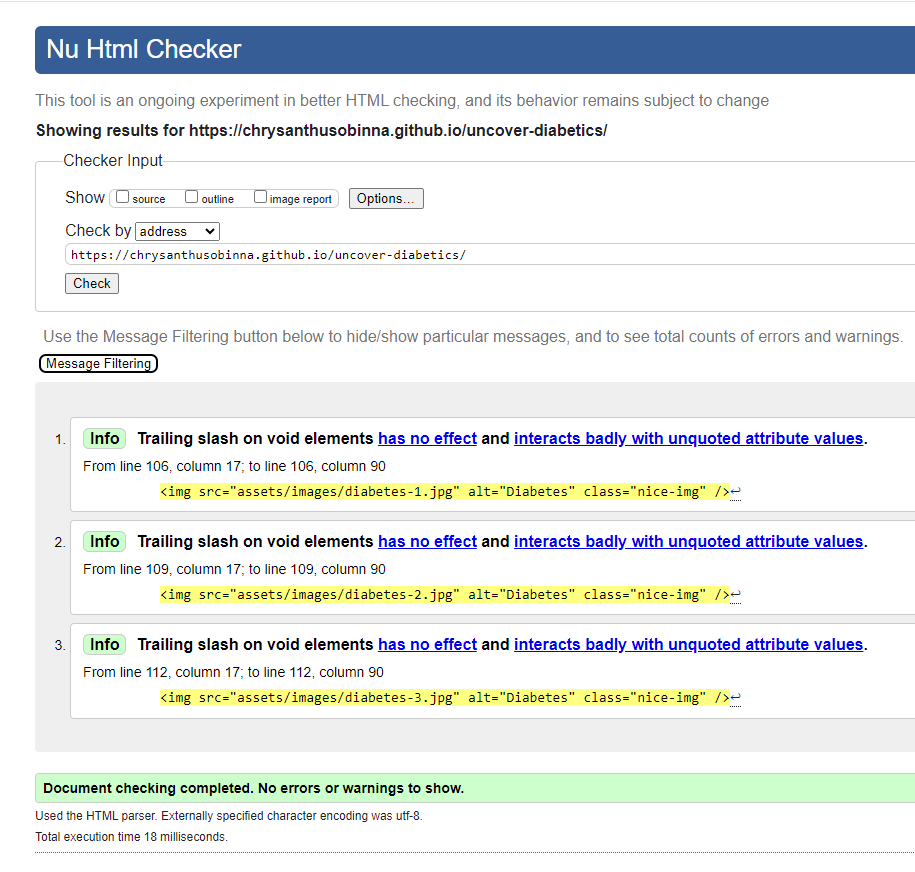 Nu Html Checker
This tool is an ongoing experiment in better HTML checking, and its behavior remains subject to change
Showing results for https://chrysanthusobinna.github.io/uncover-diabetics/
Checker Input
Show source outline image report Options...
Check by address
https://chrysanthusobinna.github.io/uncover-diabetics/
Check
Use the Message Filtering button below to hide/show particular messages, and to see total counts of errors and warnings.
Message Filtering
1. Info Trailing slash on void elements has no effect and interacts badly with unquoted attribute values.
From line 106, column 17; to line 106, column 90
<img src="assets/images/diabetes-1.jpg" alt="Diabetes" class="nice-img" />↩
2. Info Trailing slash on void elements has no effect and interacts badly with unquoted attribute values.
From line 109, column 17; to line 109, column 90
<img src="assets/images/diabetes-2.jpg" alt="Diabetes" class="nice-img" />↩
3. Info Trailing slash on void elements has no effect and interacts badly with unquoted attribute values.
From line 112, column 17; to line 112, column 90
<img src="assets/images/diabetes-3.jpg" alt="Diabetes" class="nice-img" />↩
Document checking completed. No errors or warnings to show.
Used the HTML parser. Externally specified character encoding was utf-8.
Total execution time 18 milliseconds.